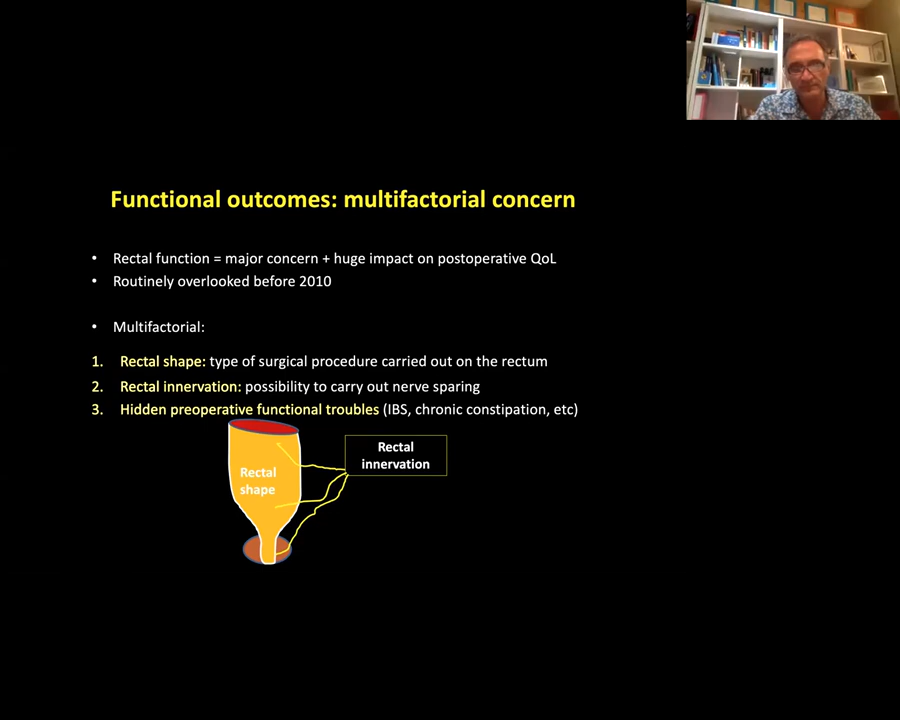 Functional outcomes: multifactorial concern
• Rectal function = major concern + huge impact on postoperative QoL
• Routinely overlooked before 2010
• Multifactorial:
1. Rectal shape: type of surgical procedure carried out on the rectum
2. Rectal innervation: possibility to carry out nerve sparing
3. Hidden preoperative functional troubles (IBS, chronic constipation, etc)
Rectal
innervation
Rectal
shape